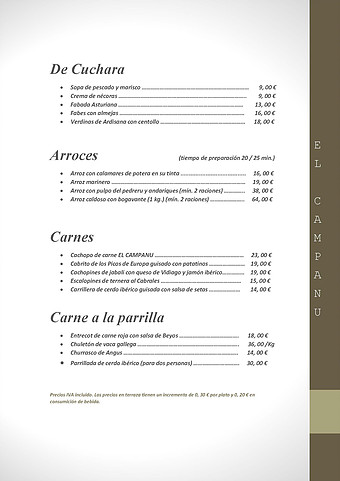 De Cuchara
Sopa de pescado y marisco ........ 9, 00 €
Crema de nécoras ........ 9, 00 €
Fabada Asturiana ........ 13, 00 €
Fabes con almejas ........ 16, 00 €
Verdinas de Ardisana con centollo ........ 18, 00 €
Arroces (tiempo de preparación 20 / 25 min.)
Arroz con calamares de potera en su tinta ........ 16, 00 €
Arroz marinero ........ 19, 00 €
Arroz con pulpo del pedreru y andariques (min. 2 raciones) ........ 38, 00 €
Arroz caldoso con bogavante (1 kg.) (min. 2 raciones) ........ 64, 00 €
Carnes
Cachopo de carne EL CAMPANU ........ 23, 00 €
Cabrito de los Picos de Europa guisado con patatinos ........ 19, 00 €
Cachopines de jabalí con queso de Vidiago y jamón ibérico ........ 19, 00 €
Escalopines de ternera al Cabrales ........ 15, 00 €
Carrillera de cerdo ibérico guisado con salsa de setas ........ 14, 00 €
Carne a la parrilla
Entrecot de carne roja con salsa de Beyos ........ 18, 00 €
Chuletón de vaca gallega ........ 36, 00 /Kg
Churrasco de Angus ........ 14, 00 €
Parrillada de cerdo ibérico (para dos personas) ........ 30, 00 €
Precios IVA incluido. Los precios en terraza tienen un incremento de 0, 30 € por plato y 0, 20 € en
consumición de bebida.
EL CAMPANU